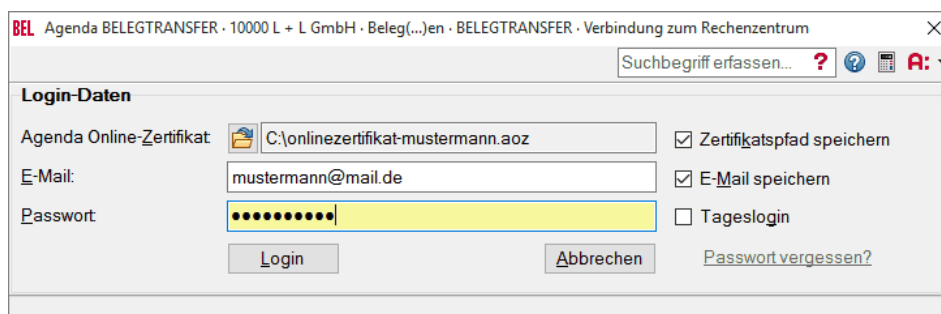 BEL Agenda BELEGTRANSFER · 10000 L + L GmbH · Beleg(...)en · BELEGTRANSFER · Verbindung zum Rechenzentrum
Suchbegriff erfassen... ? ? A:
Login-Daten
Agenda Online-Zertifikat: C:\onlinezertifikat-mustermann.aoz Zertifikatspfad speichern
E-Mail: mustermann@mail.de E-Mail speichern
Passwort: ●●●●●●●●●● Tageslogin
Login Abbrechen Passwort vergessen?